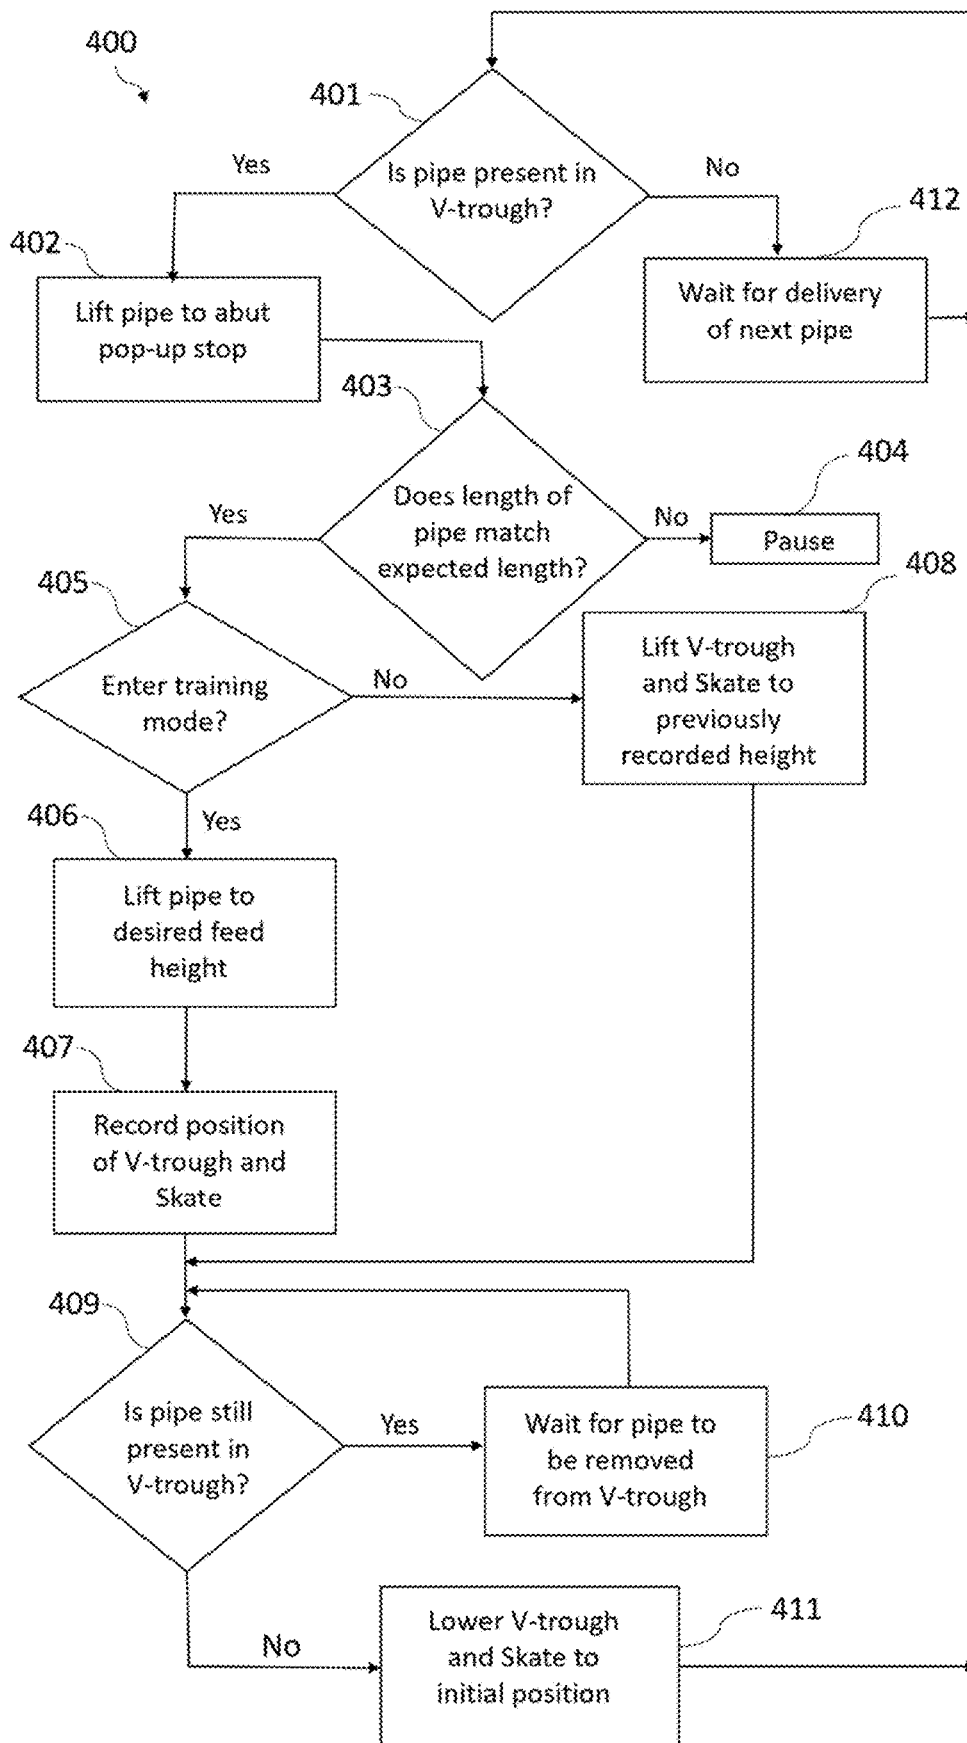 400
401
Is pipe present in
V-trough?
Yes
No
412
Wait for delivery
of next pipe
402
Lift pipe to abut
pop-up stop
403
Does length of
pipe match
expected length?
Yes
No
404
Pause
405
Enter training
mode?
No
408
Lift V-trough
and Skate to
previously
recorded height
Yes
406
Lift pipe to
desired feed
height
407
Record position
of V-trough and
Skate
409
Is pipe still
present in
V-trough?
Yes
410
Wait for pipe to
be removed
from V-trough
No
411
Lower V-trough
and Skate to
initial position